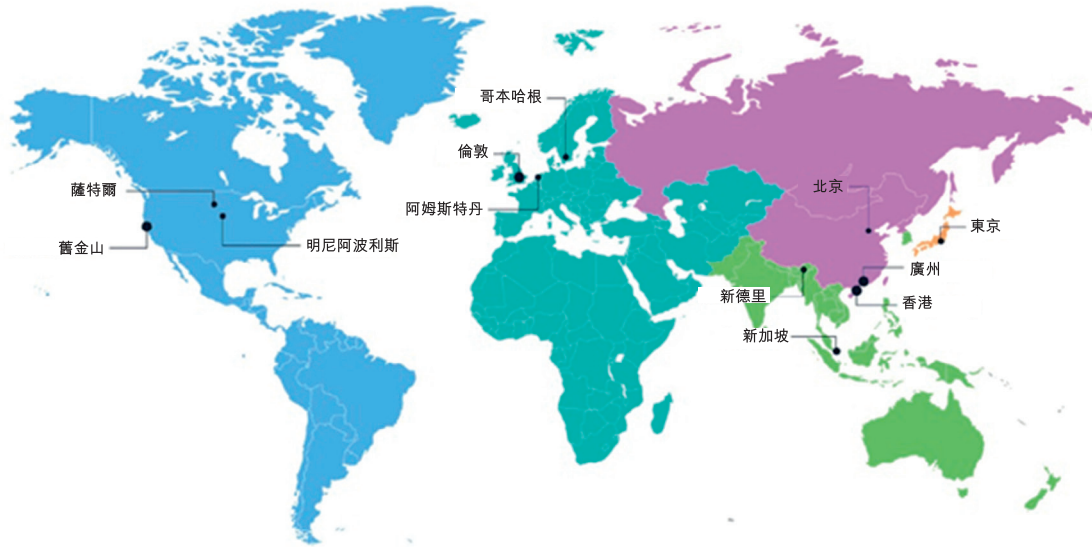 哥本哈根
倫敦
薩特爾
北京
阿姆斯特丹
東京
舊金山
明尼阿波利斯
廣州
新德里
香港
新加坡